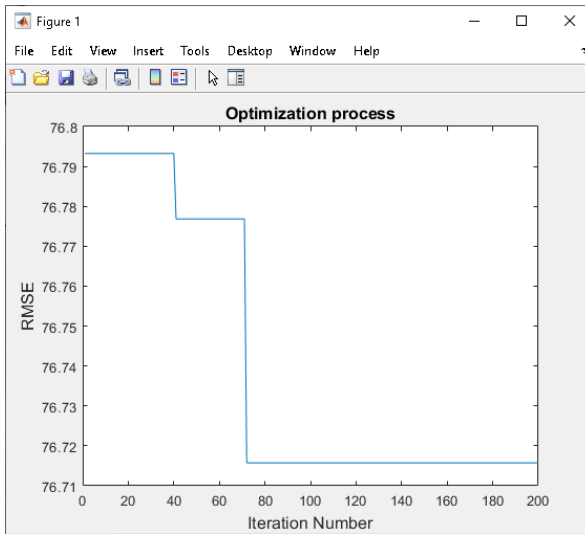 Figure 1
File Edit View Insert Tools Desktop Window Help
Optimization process
76.8
76.79
76.78
76.77
76.76
76.75
76.74
76.73
76.72
76.71
RMSE
0 20 40 60 80 100 120 140 160 180 200
Iteration Number